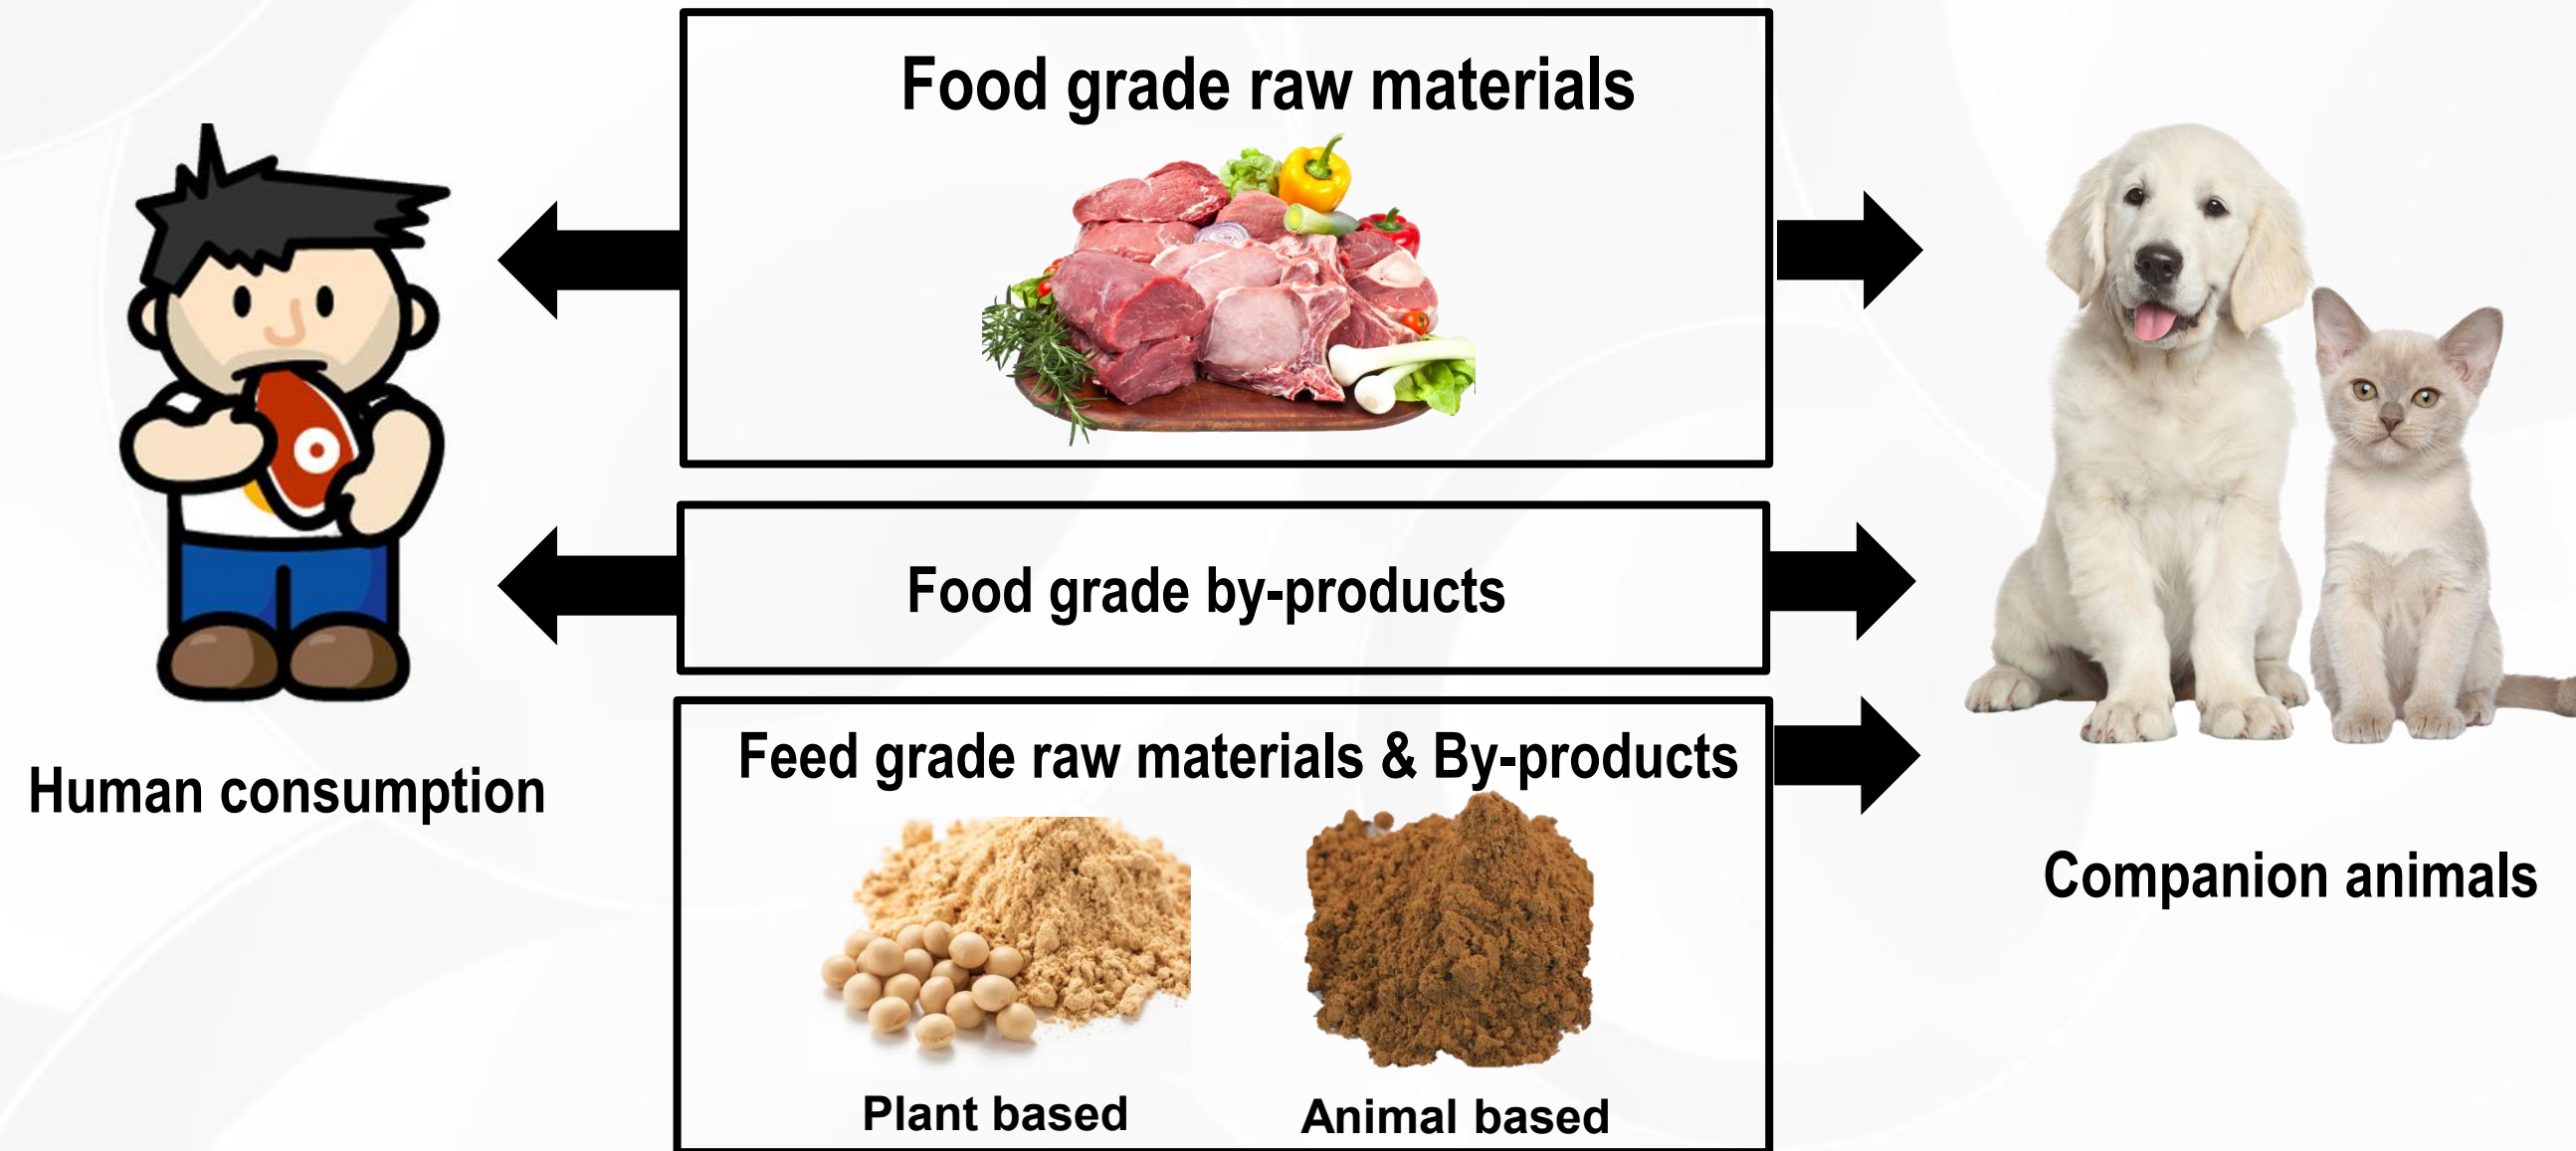 Food grade raw materials
Food grade by-products
Feed grade raw materials & By-products
Human consumption
Companion animals
Plant based
Animal based